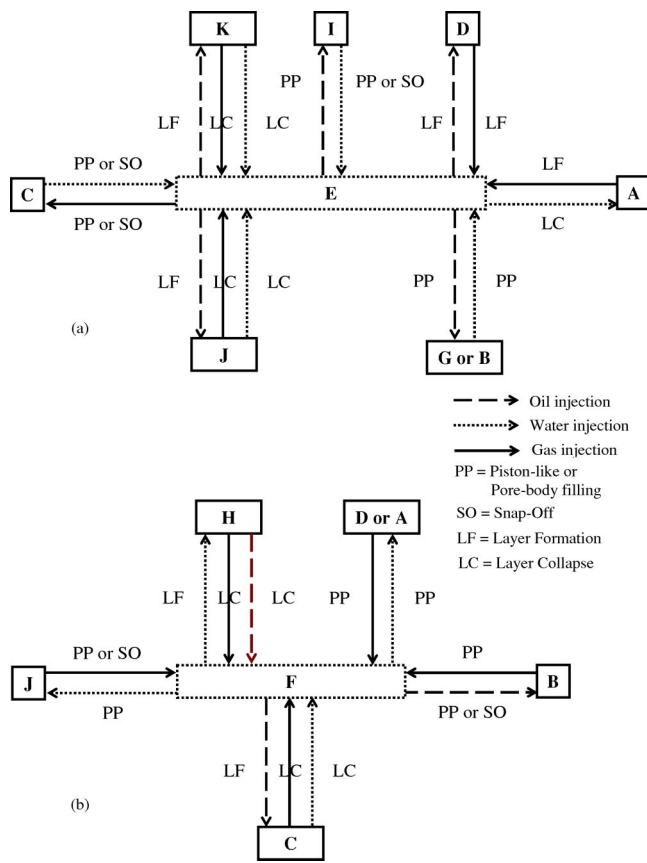 K
I
D
PP
PP or SO
LF
LC
LC
LF
LF
PP or SO
LF
C
E
A
PP or SO
LC
LF
LC
LC
PP
PP
(a)
J
G or B
Oil injection
Water injection
Gas injection
PP = Piston-like or
Pore-body filling
SO = Snap-Off
LF = Layer Formation
LC = Layer Collapse
H
D or A
LF
LC
LC
PP
PP
PP or SO
PP
J
F
B
PP
PP or SO
LF
LC
LC
(b)
C